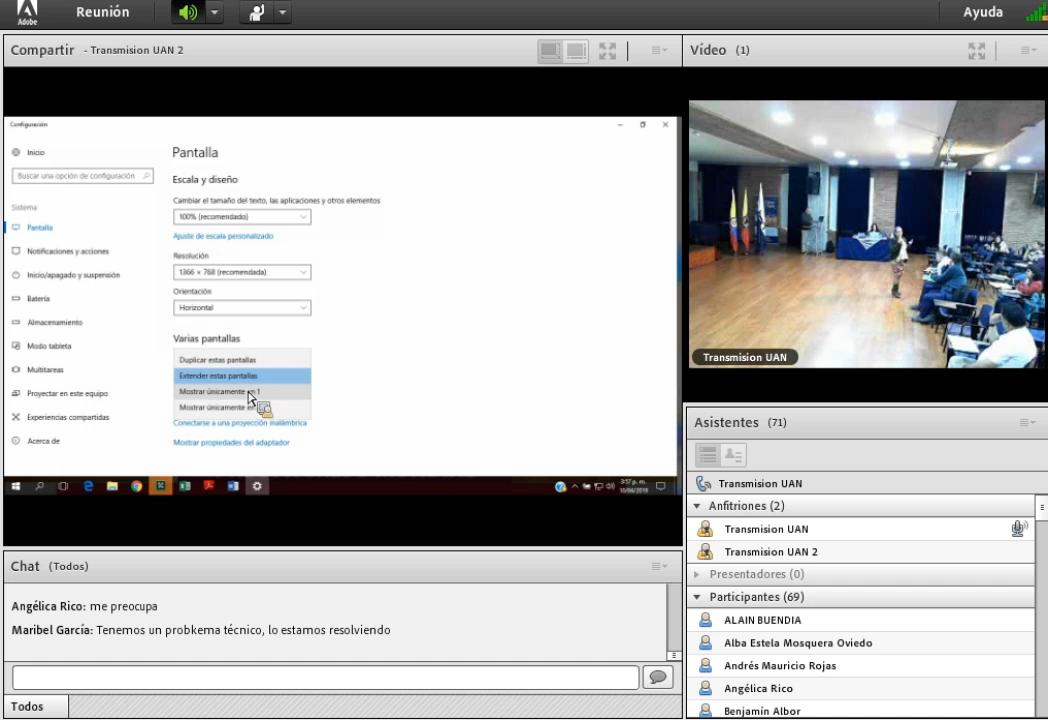 Adobe
Reunión
Ayuda
Compartir - Transmision UAN 2
Configuración
Inicio
Buscar una opción de configuración
Sistema
Pantalla
Notificaciones y acciones
Inicio/apagado y suspensión
Batería
Almacenamiento
Modo tableta
Multitareas
Proyectar en este equipo
Experiencias compartidas
Acerca de
Pantalla
Escala y diseño
Cambiar el tamaño del texto, las aplicaciones y otros elementos
100% (recomendado)
Ajuste de escala personalizado
Resolución
1366 × 768 (recomendada)
Orientación
Horizontal
Varias pantallas
Duplicar estas pantallas
Extender estas pantallas
Mostrar únicamente en 1
Mostrar únicamente en
Conectarse a una proyección inalámbrica
Mostrar propiedades del adaptador
3:57 p. m.
10/04/2018
Chat (Todos)
Angélica Rico: me preocupa
Maribel García: Tenemos un probkema técnico, lo estamos resolviendo
Todos
Vídeo (1)
Transmision UAN
Asistentes (71)
Transmision UAN
Anfitriones (2)
Transmision UAN
Transmision UAN 2
Presentadores (0)
Participantes (69)
ALAIN BUENDIA
Alba Estela Mosquera Oviedo
Andrés Mauricio Rojas
Angélica Rico
Benjamín Albor